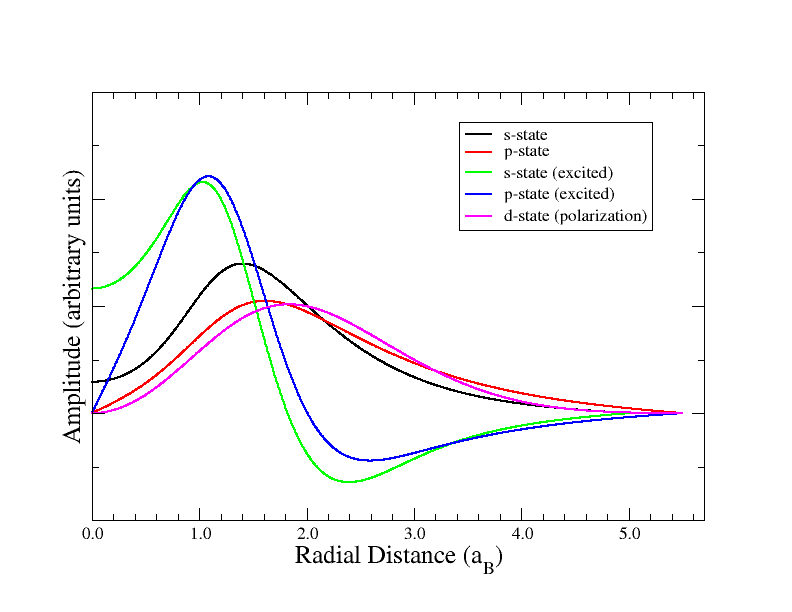 Amplitude (arbitrary units)
s-state
p-state
s-state (excited)
p-state (excited)
d-state (polarization)
0.0 1.0 2.0 3.0 4.0 5.0
Radial Distance (a_B)